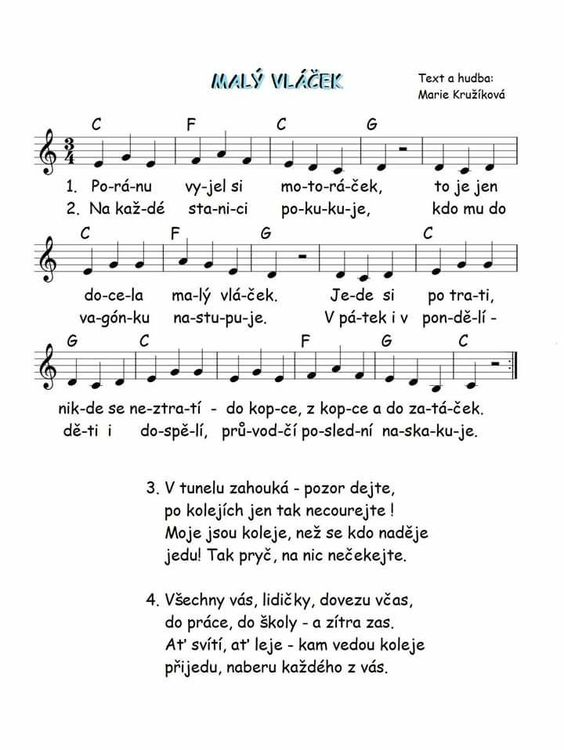 MALÝ VLÁČEK
Text a hudba:
Marie Kružíková
C F C G
3
4
1. Po-rá-nu vy-jel si mo-to-rá-ček, to je jen
2. Na kaž-dé sta-ni-ci po-ku-ku-je, kdo mu do
C F G C
do-ce-la ma-lý vlá-ček. Je-de si po tra-ti,
va-gón-ku na-stu-pu-je. V pá-tek i v pon-dě-lí -
G C F G C
nik-de se ne-ztra-tí - do kop-ce, z kop-ce a do za-tá-ček.
dě-ti i do-spě-lí, prů-vod-čí po-sled-ní na-ska-ku-je.
3. V tunelu zahouká - pozor dejte,
po kolejích jen tak necourejte !
Moje jsou koleje, než se kdo naděje
jedu! Tak pryč, na nic nečekejte.
4. Všechny vás, lidičky, dovezu včas,
do práce, do školy - a zítra zas.
Ať svítí, ať leje - kam vedou koleje
přijedu, naberu každého z vás.